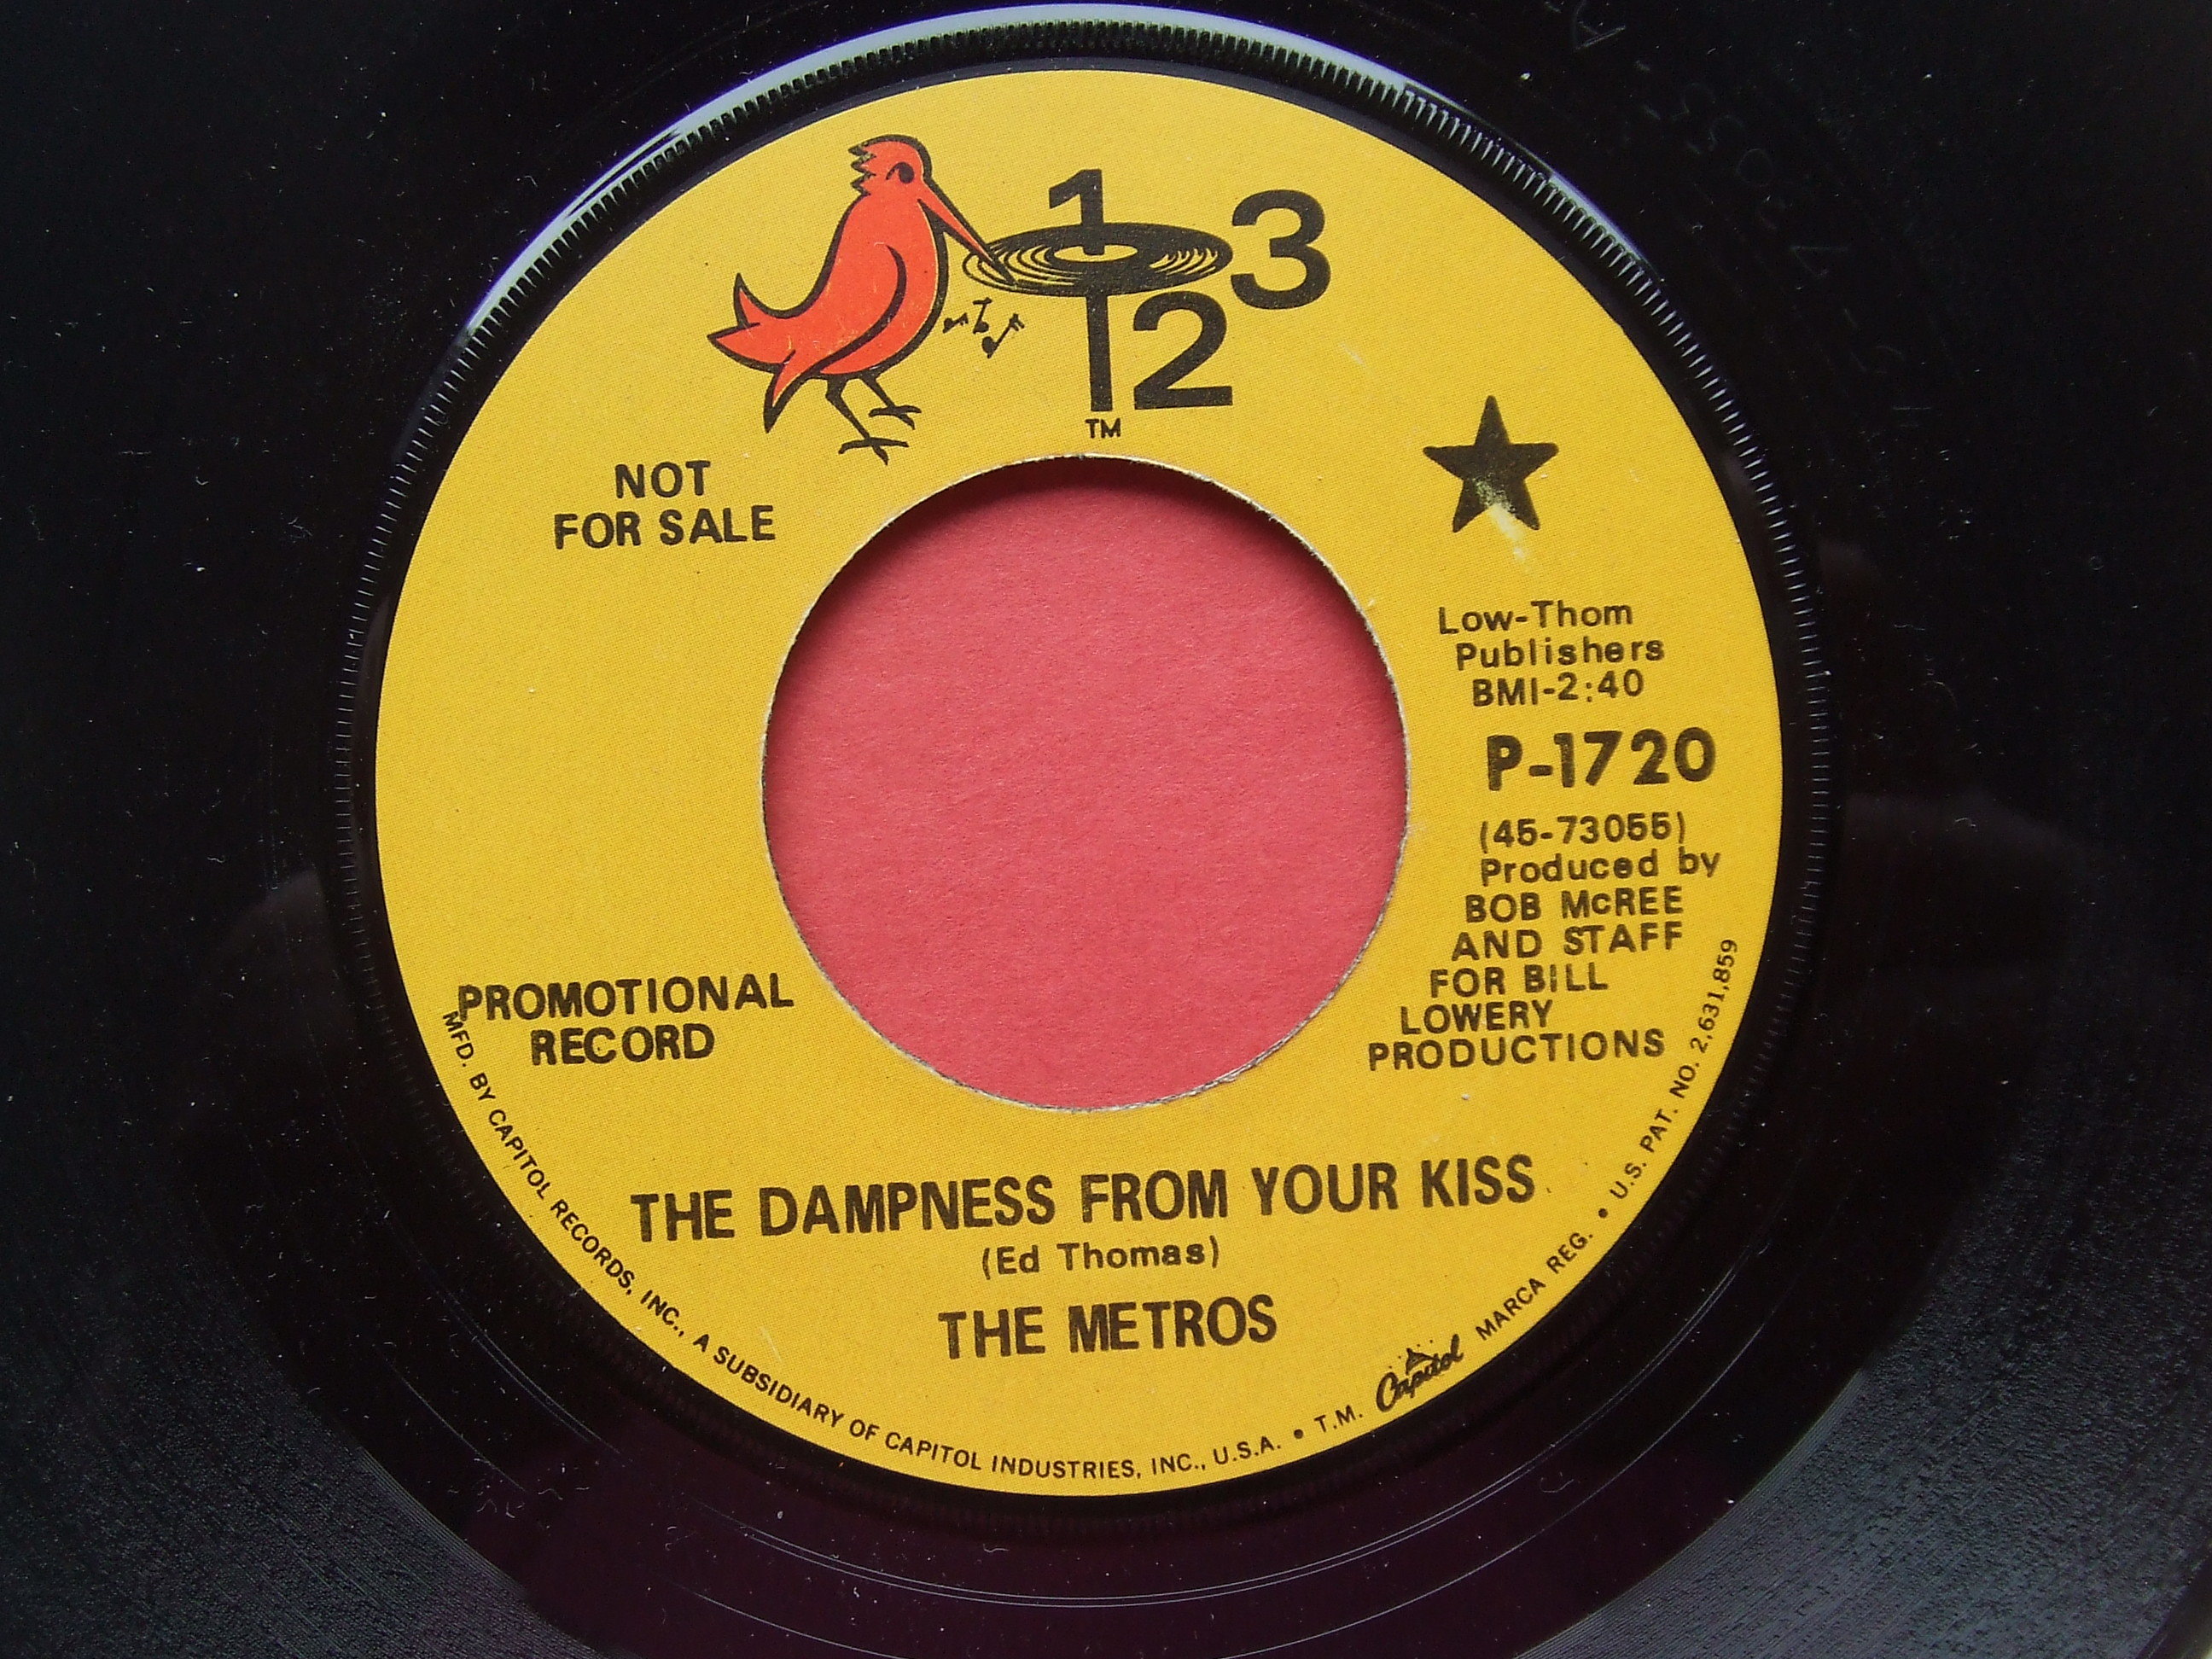 1 2 3
TM
NOT
FOR SALE
Low-Thom
Publishers
BMI-2:40
P-1720
(45-73055)
Produced by
BOB McREE
AND STAFF
FOR BILL
LOWERY
PRODUCTIONS
PROMOTIONAL
RECORD
THE DAMPNESS FROM YOUR KISS
(Ed Thomas)
THE METROS
MFD. BY CAPITOL RECORDS, INC., A SUBSIDIARY OF CAPITOL INDUSTRIES, INC., U.S.A. • T.M. Capitol MARCA REG. • U.S. PAT. NO. 2,631,859